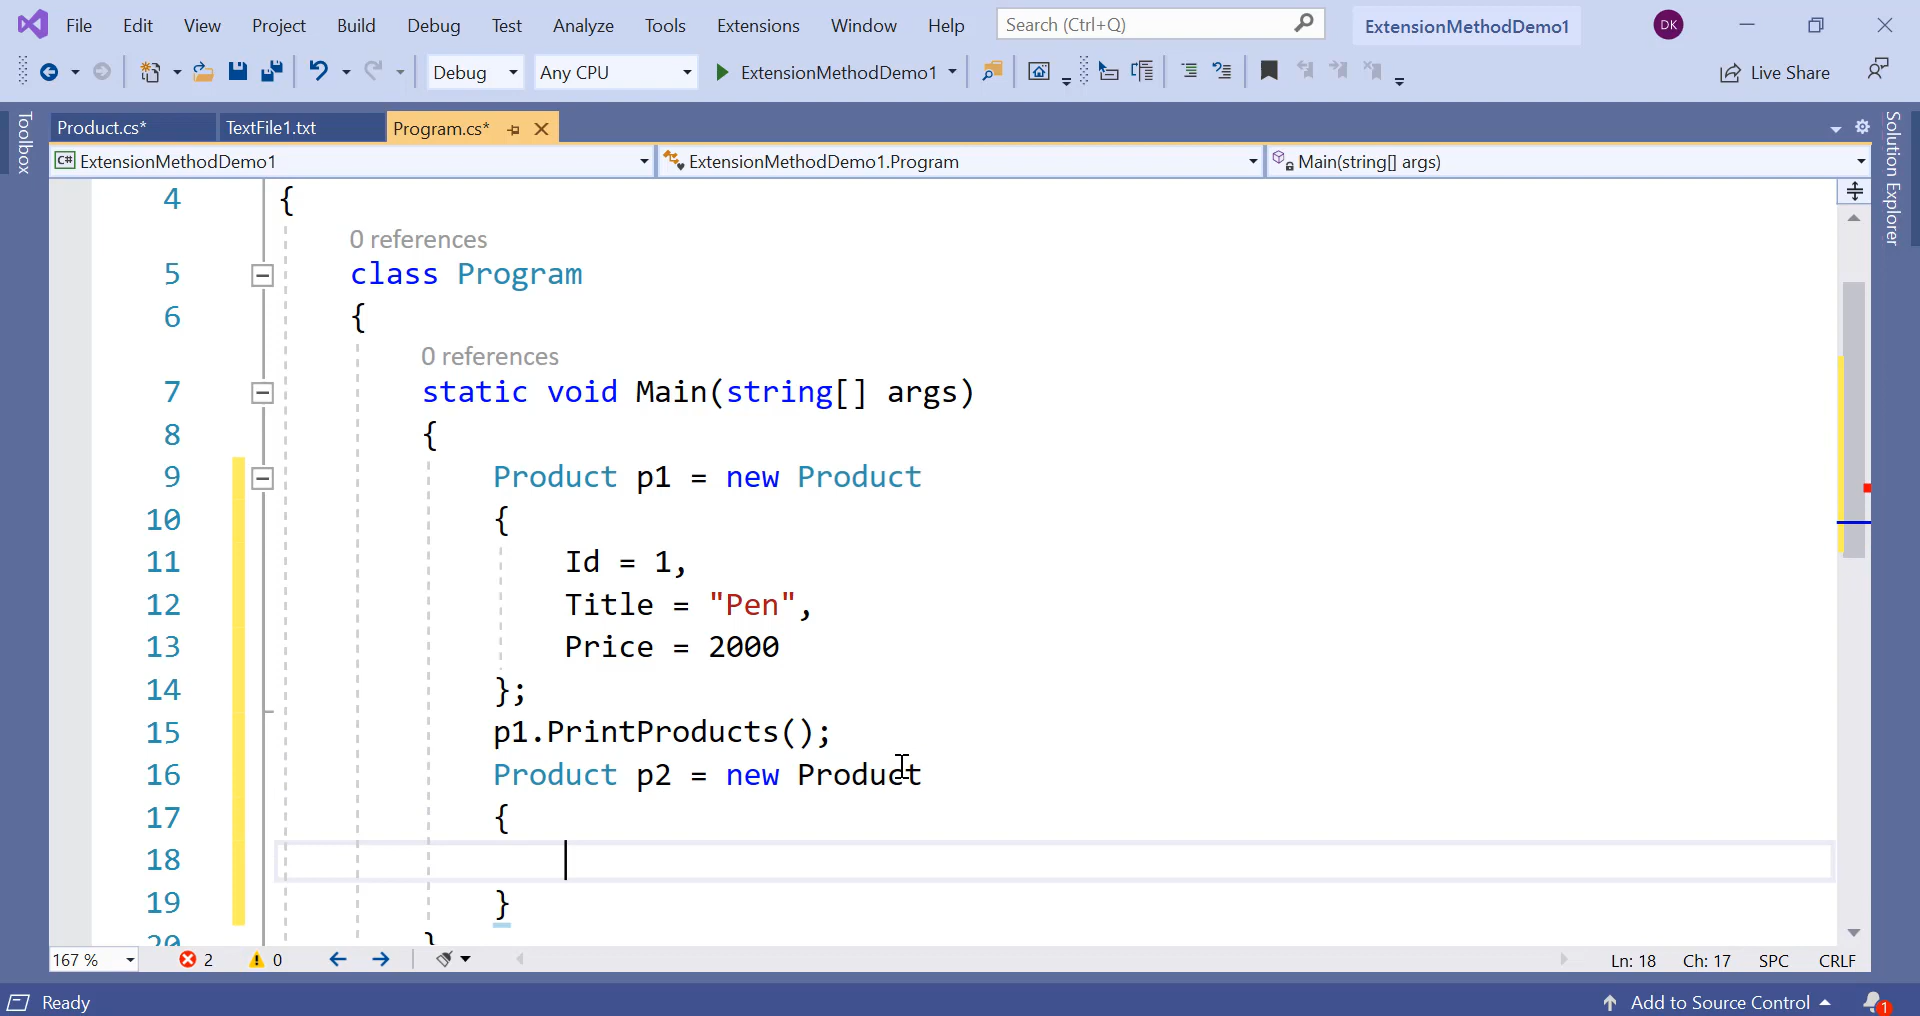 File Edit View Project Build Debug Test Analyze Tools Extensions Window Help Search (Ctrl+Q) ExtensionMethodDemo1 DK
Debug Any CPU ExtensionMethodDemo1 Live Share
Toolbox
Product.cs* TextFile1.txt Program.cs*
Solution Explorer
C# ExtensionMethodDemo1 ExtensionMethodDemo1.Program Main(string[] args)
4 {
0 references
5 class Program
6 {
0 references
7 static void Main(string[] args)
8 {
9 Product p1 = new Product
10 {
11 Id = 1,
12 Title = "Pen",
13 Price = 2000
14 };
15 p1.PrintProducts();
16 Product p2 = new Product
17 {
18
19 }
20 }
167 % 2 0 Ln: 18 Ch: 17 SPC CRLF
Ready Add to Source Control 1